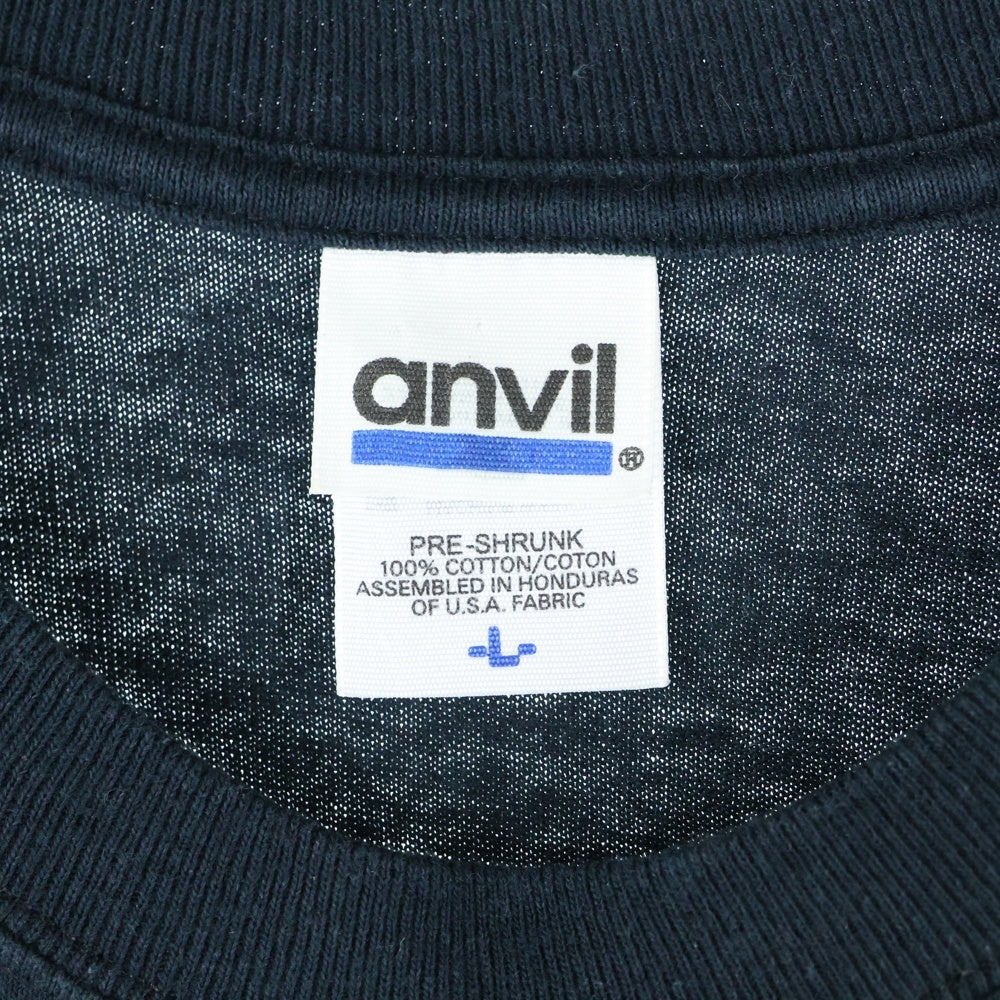 anvil
®
PRE-SHRUNK
100% COTTON/COTON
ASSEMBLED IN HONDURAS
OF U.S.A. FABRIC
-L-